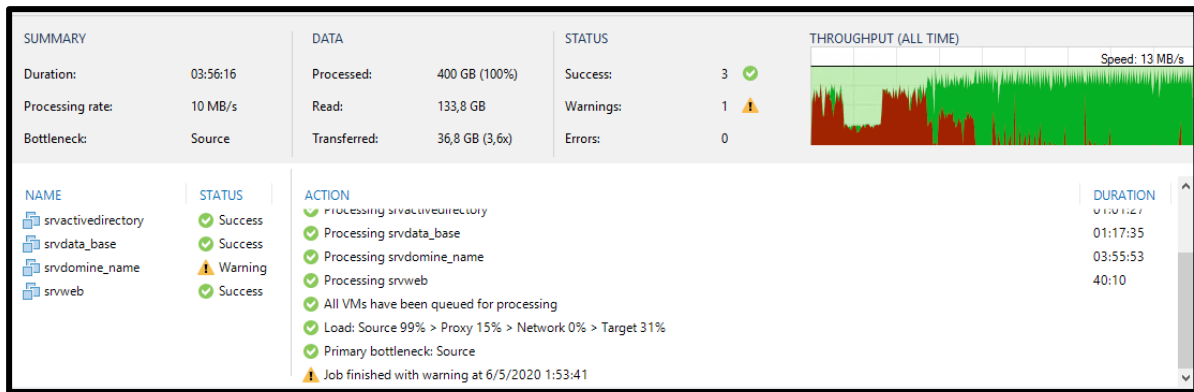 SUMMARY DATA STATUS THROUGHPUT (ALL TIME)
Speed: 13 MB/s
Duration: 03:56:16 Processed: 400 GB (100%) Success: 3
Processing rate: 10 MB/s Read: 133,8 GB Warnings: 1
Bottleneck: Source Transferred: 36,8 GB (3,6x) Errors: 0
NAME STATUS ACTION DURATION
srvactivedirectory Success Processing srvactivedirectory 01:01:27
srvdata_base Success Processing srvdata_base 01:17:35
srvdomine_name Warning Processing srvdomine_name 03:55:53
srvweb Success Processing srvweb 40:10
All VMs have been queued for processing
Load: Source 99% > Proxy 15% > Network 0% > Target 31%
Primary bottleneck: Source
Job finished with warning at 6/5/2020 1:53:41